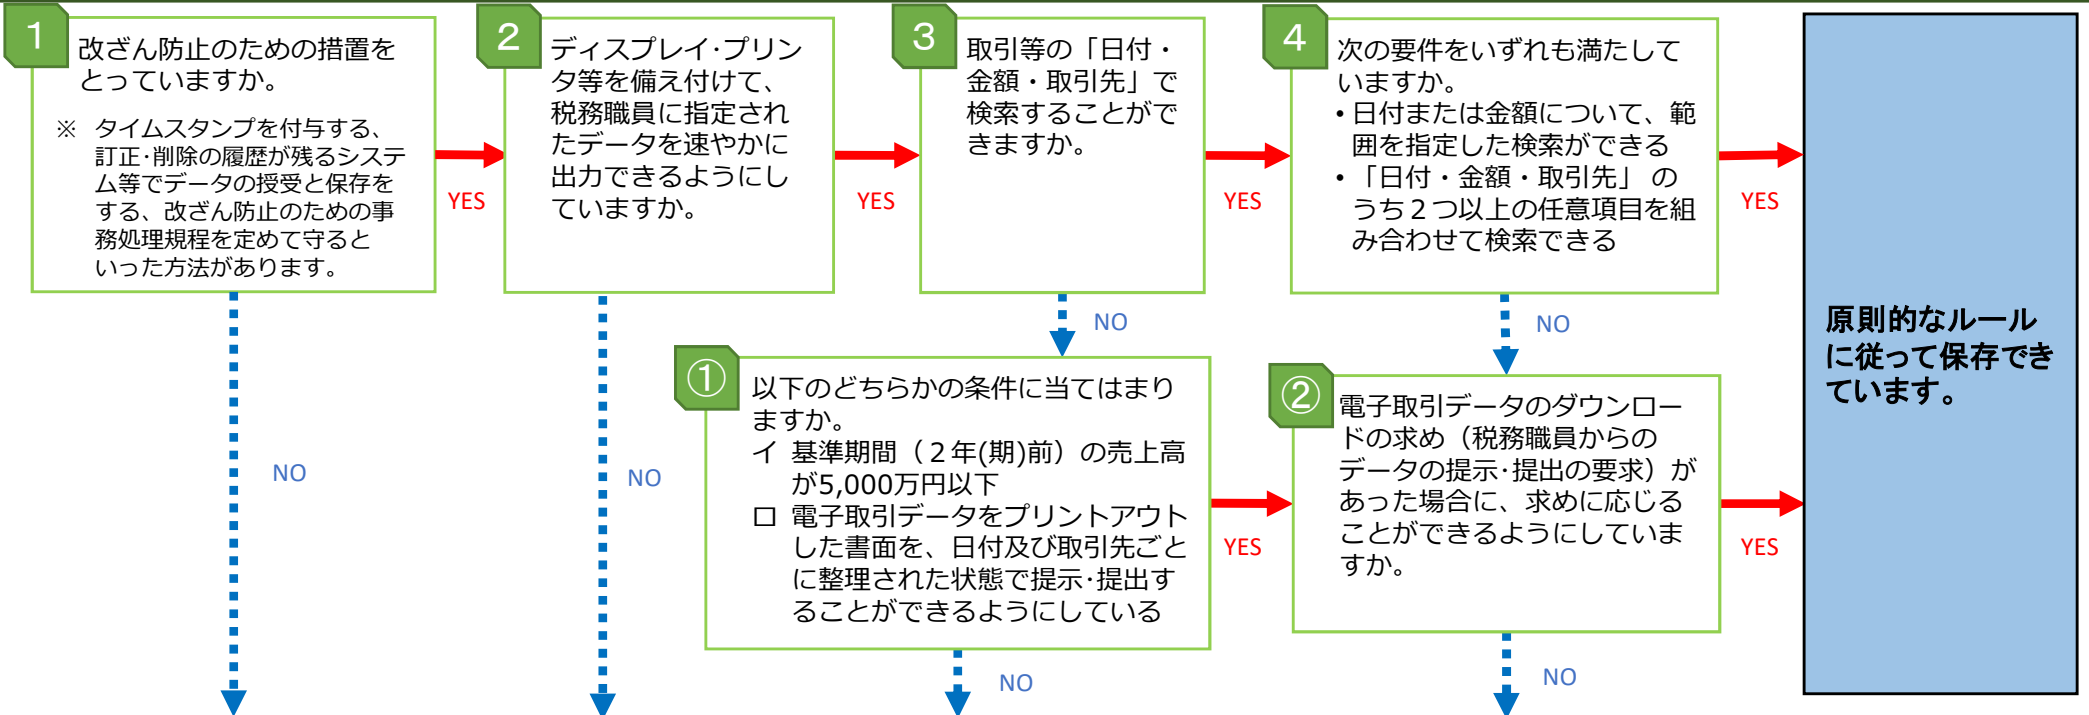 1
改ざん防止のための措置を
とっていますか。
※ タイムスタンプを付与する、
訂正・削除の履歴が残るシステ
ム等でデータの授受と保存を
する、改ざん防止のための事
務処理規程を定めて守ると
いった方法があります。
YES
NO
2
ディスプレイ・プリン
タ等を備え付けて、
税務職員に指定され
たデータを速やかに
出力できるようにし
ていますか。
YES
NO
3
取引等の「日付・
金額・取引先」で
検索することがで
きますか。
YES
NO
4
次の要件をいずれも満たして
いますか。
• 日付または金額について、範
囲を指定した検索ができる
• 「日付・金額・取引先」 の
うち２つ以上の任意項目を組
み合わせて検索できる
YES
NO
①
以下のどちらかの条件に当てはまり
ますか。
イ 基準期間（２年(期)前）の売上高
が5,000万円以下
ロ 電子取引データをプリントアウト
した書面を、日付及び取引先ごと
に整理された状態で提示・提出す
ることができるようにしている
YES
NO
②
電子取引データのダウンロー
ドの求め（税務職員からの
データの提示・提出の要求）が
あった場合に、求めに応じる
ことができるようにしていま
すか。
YES
NO
原則的なルール
に従って保存でき
ています。